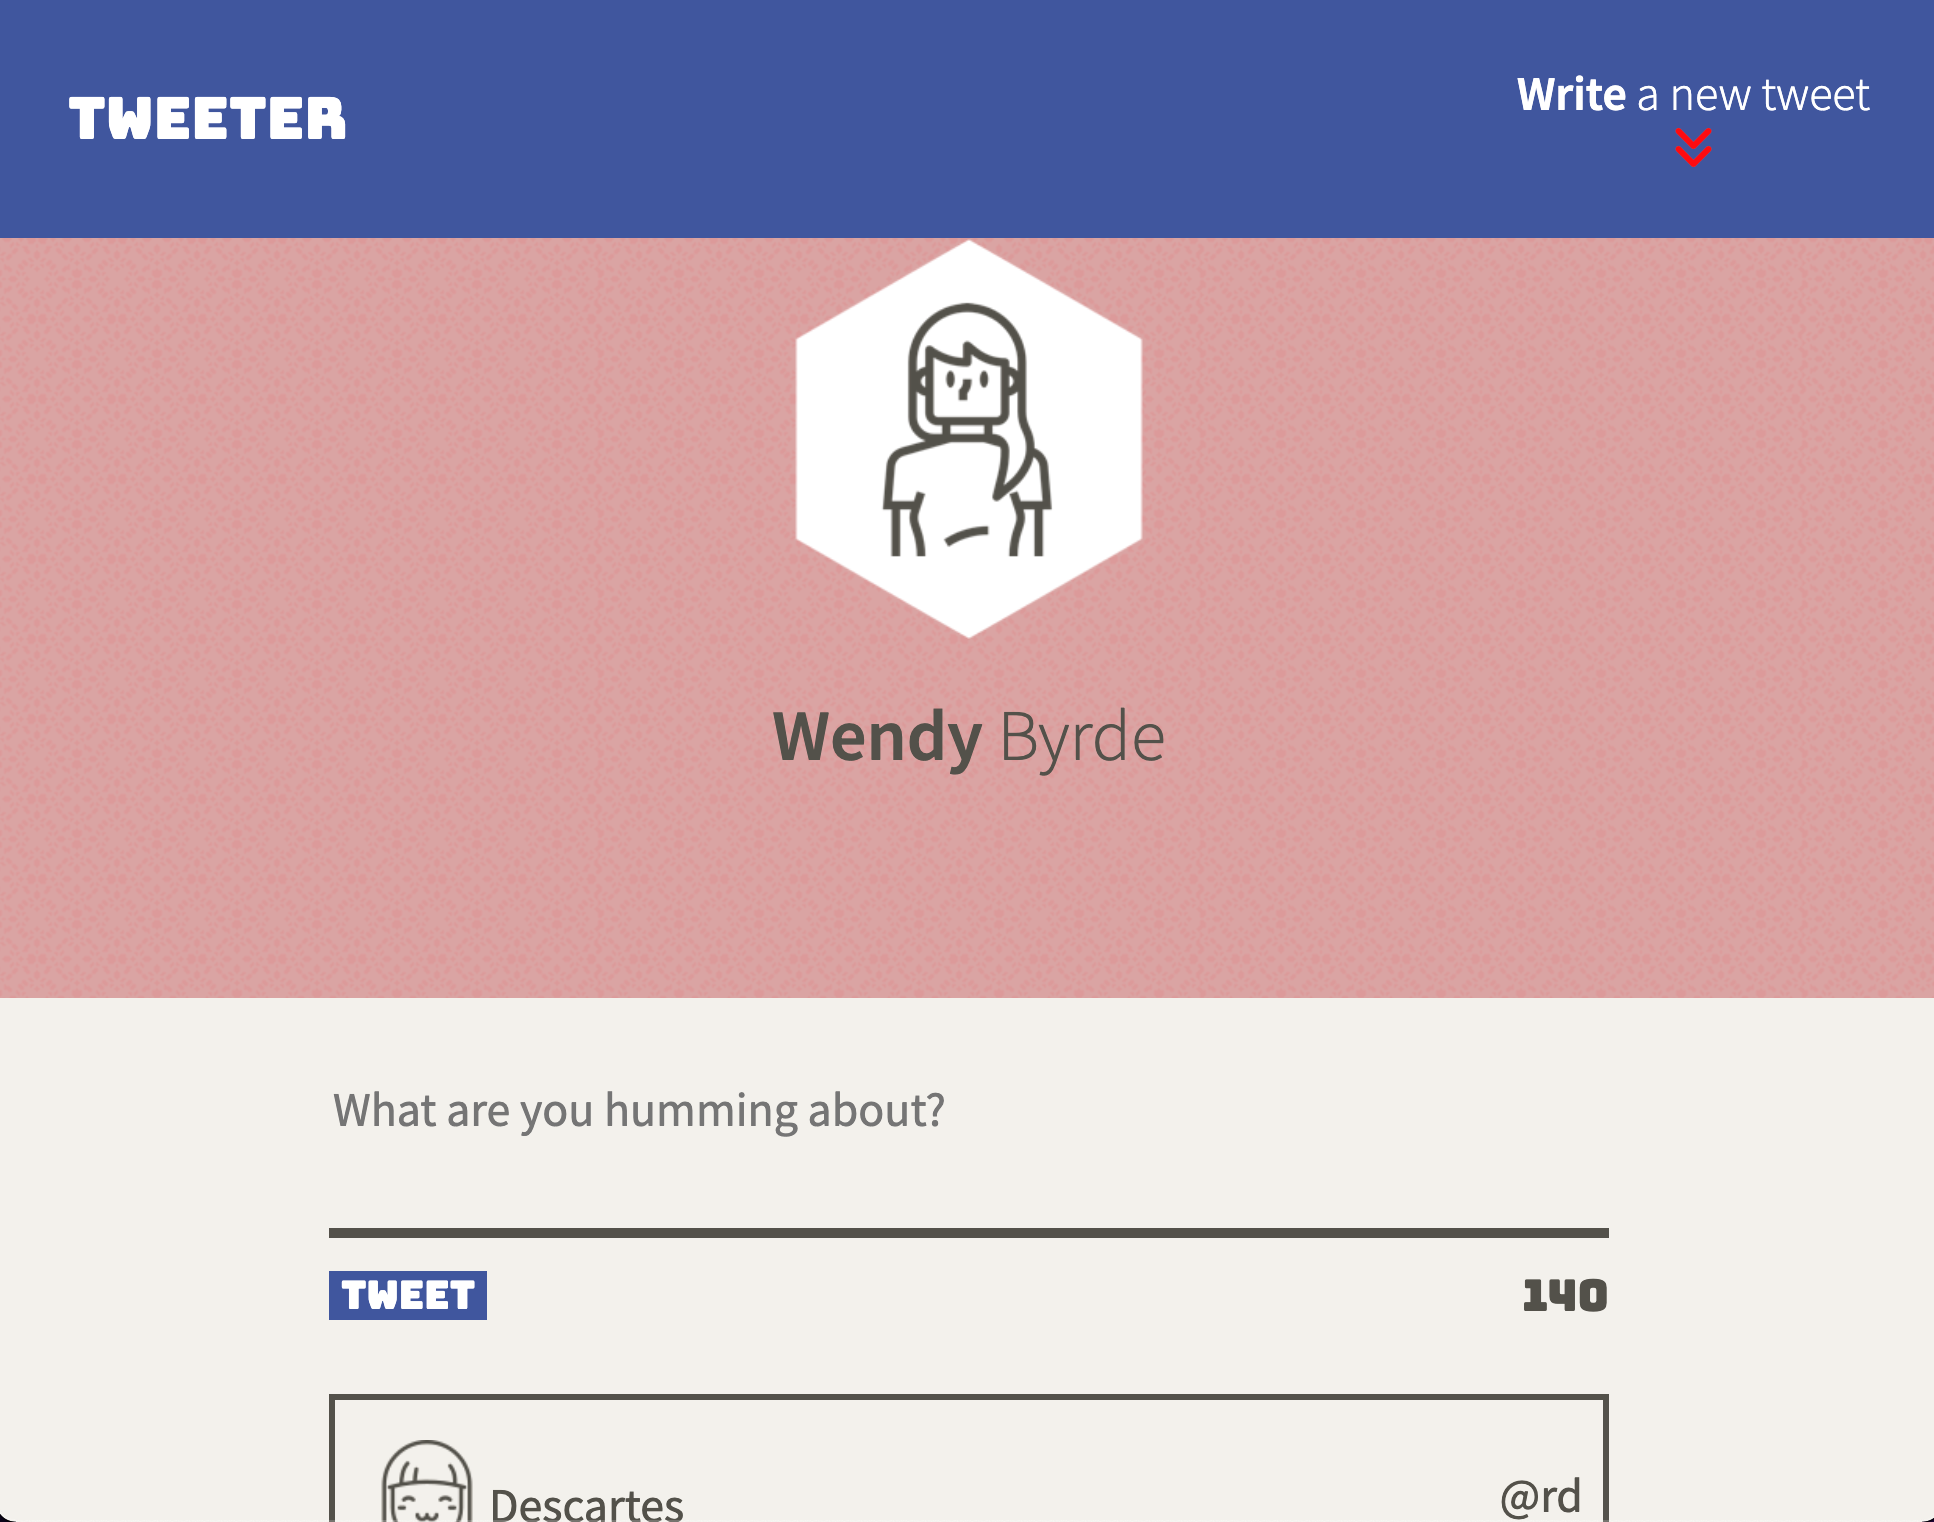 TWEETER
Write a new tweet
Wendy Byrde
What are you humming about?
TWEET
140
Descartes
@rd